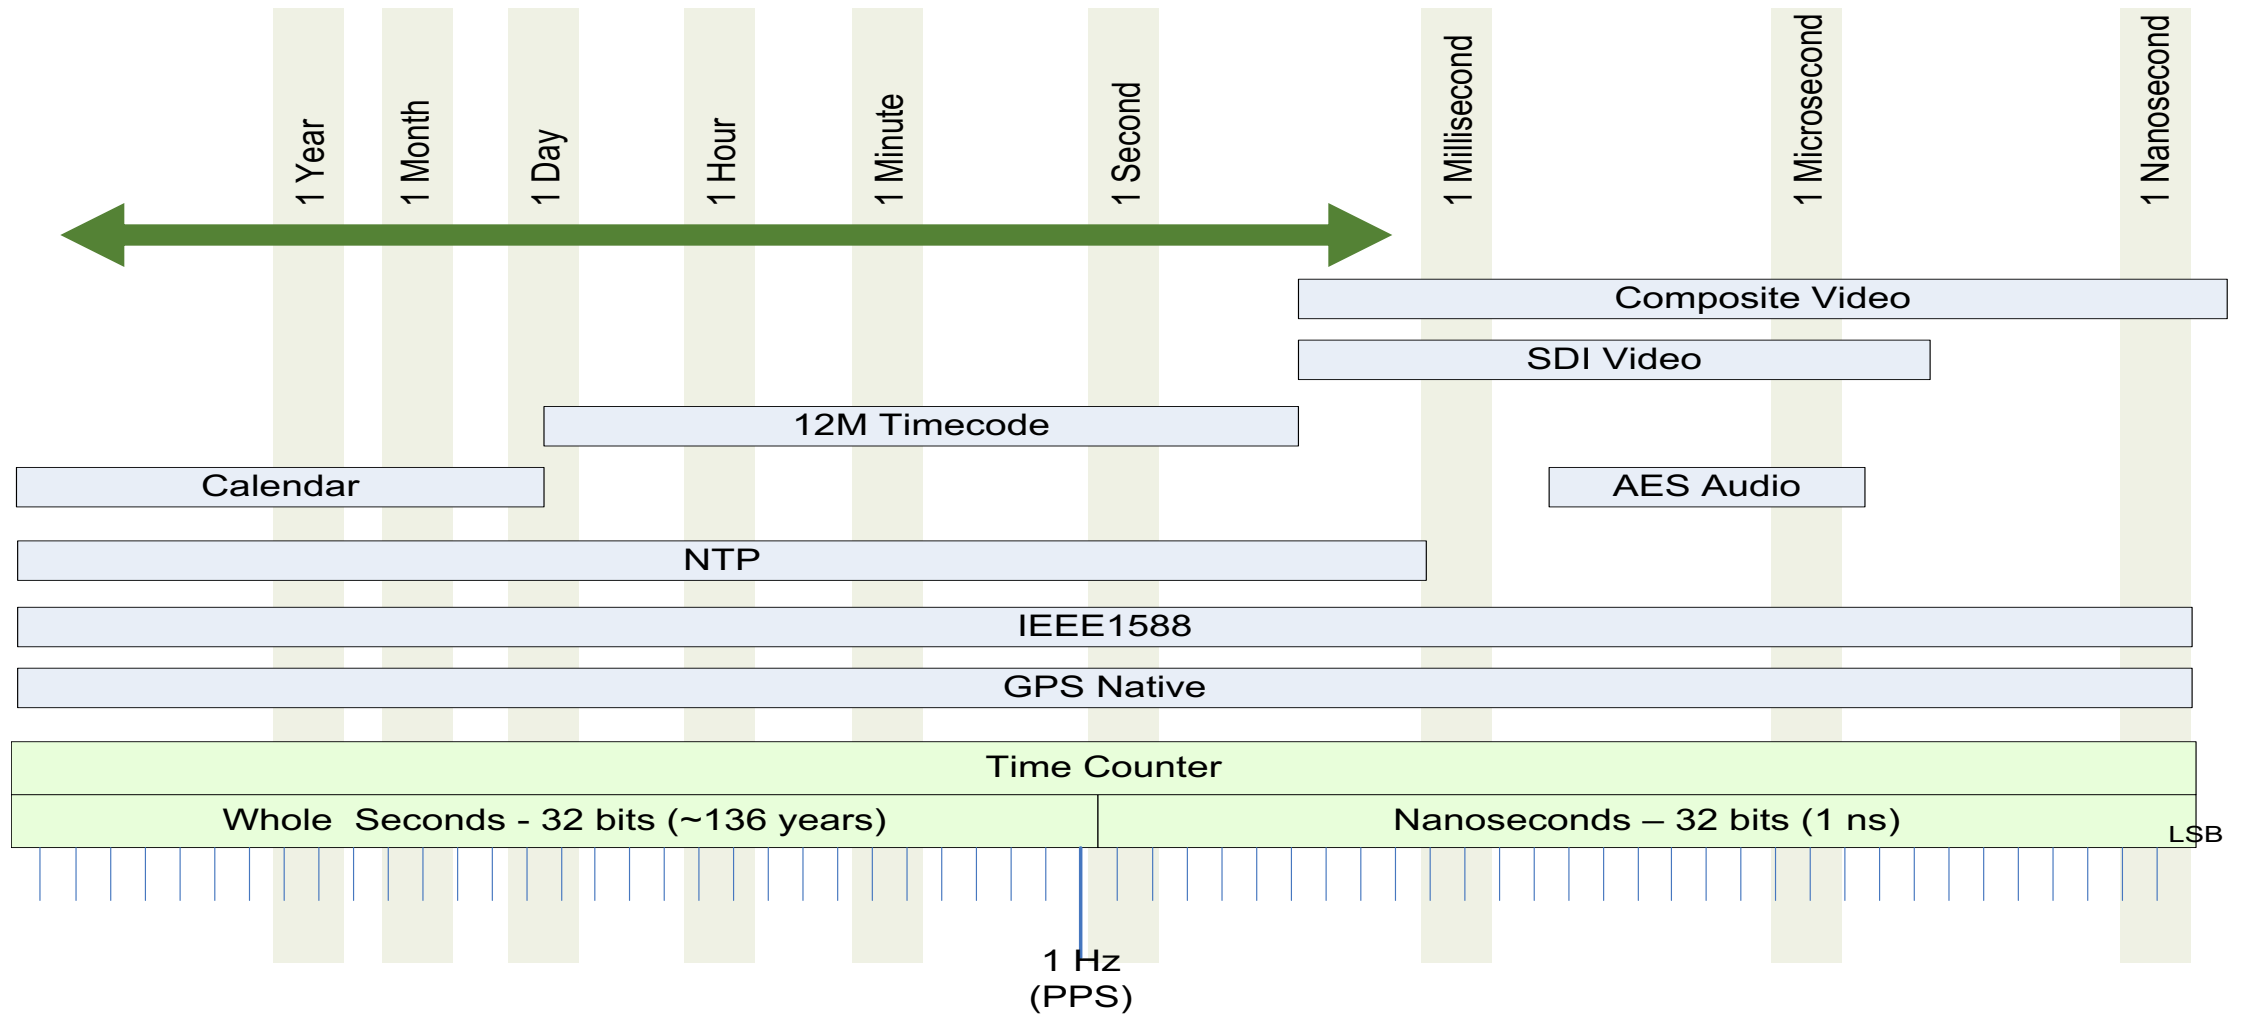 1 Year
1 Month
1 Day
1 Hour
1 Minute
1 Second
1 Millisecond
1 Microsecond
1 Nanosecond
Composite Video
SDI Video
12M Timecode
Calendar
AES Audio
NTP
IEEE1588
GPS Native
Time Counter
Whole  Seconds - 32 bits (~136 years)
Nanoseconds – 32 bits (1 ns)
LSB
1 Hz
(PPS)